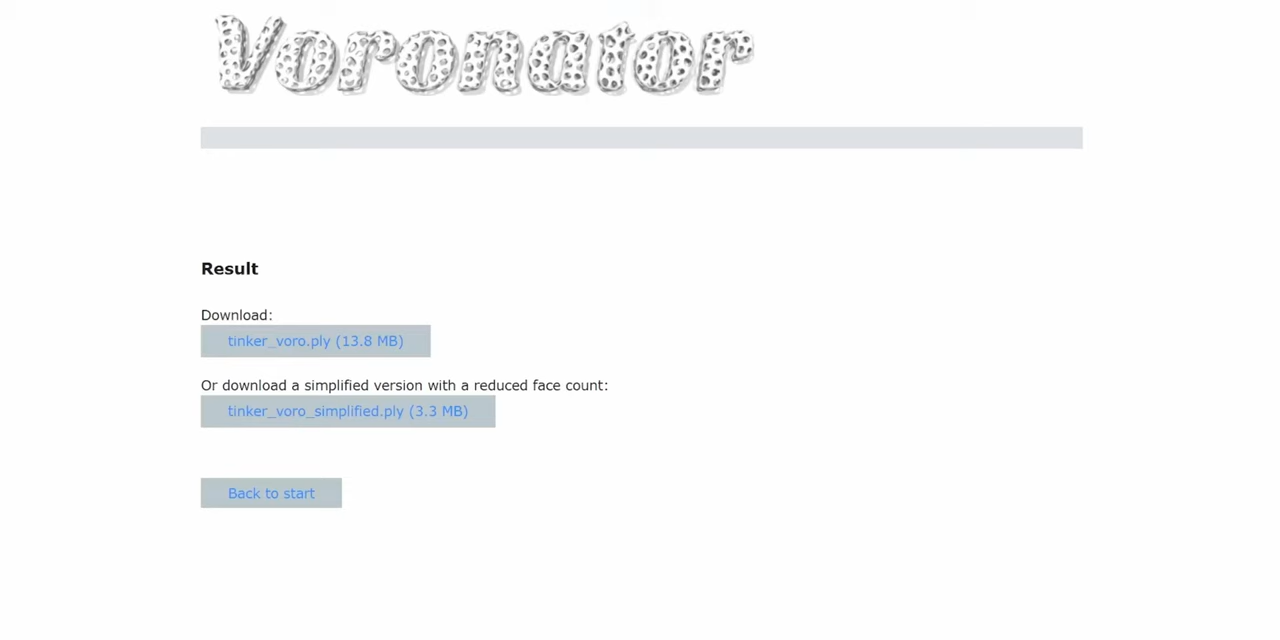 Voronator
Result
Download:
tinker_voro.ply (13.8 MB)
Or download a simplified version with a reduced face count:
tinker_voro_simplified.ply (3.3 MB)
Back to start